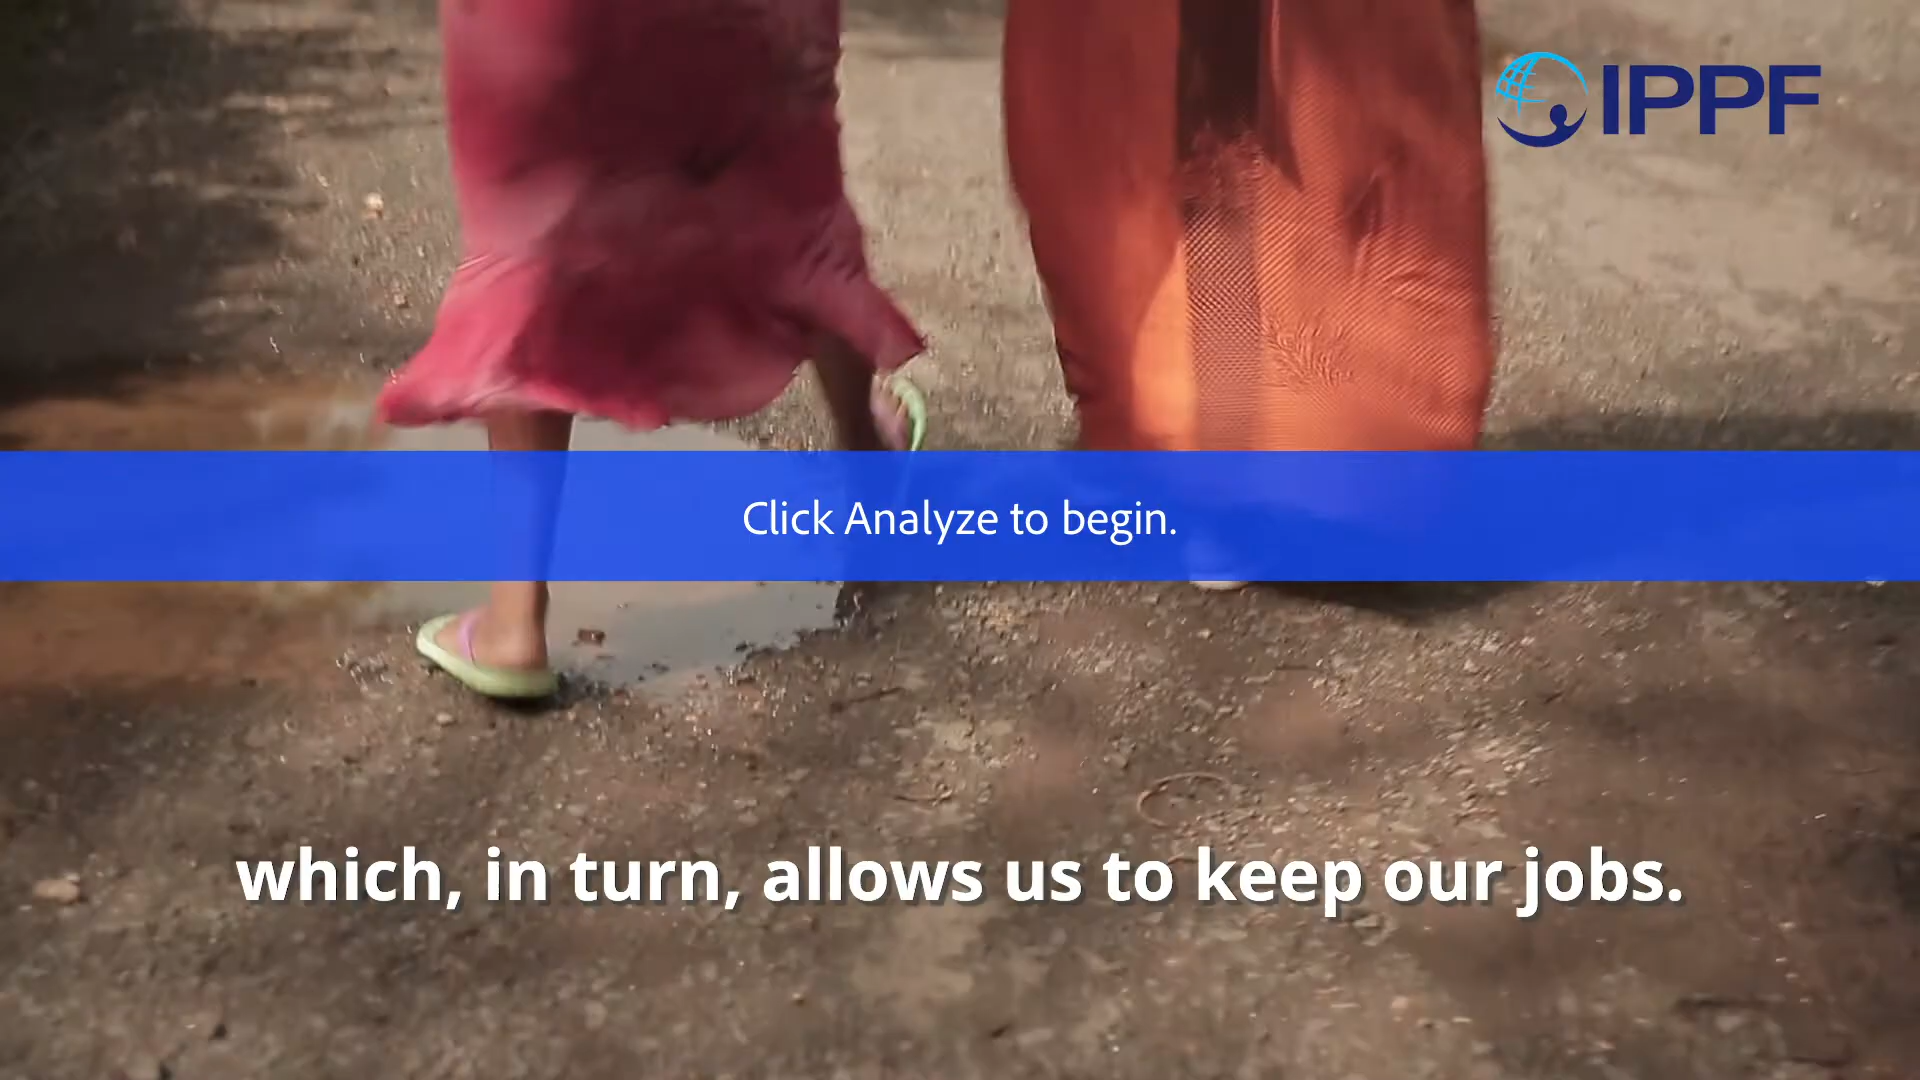 IPPF
Click Analyze to begin.
which, in turn, allows us to keep our jobs.